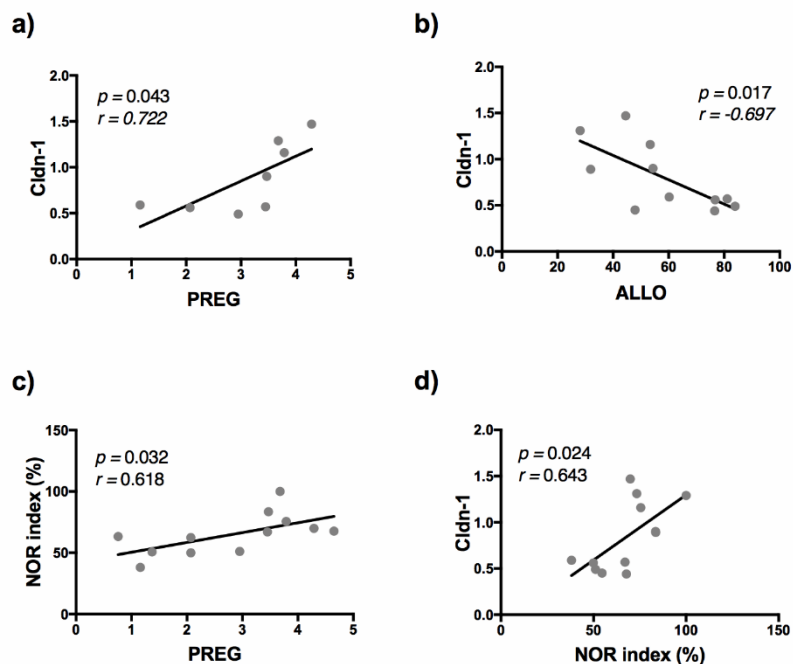 a)
p = 0.043
r = 0.722
Cldn-1
2.0
1.5
1.0
0.5
0.0
0 1 2 3 4 5
PREG
b)
p = 0.017
r = -0.697
Cldn-1
2.0
1.5
1.0
0.5
0.0
0 20 40 60 80 100
ALLO
c)
p = 0.032
r = 0.618
NOR index (%)
150
100
50
0
0 1 2 3 4 5
PREG
d)
p = 0.024
r = 0.643
Cldn-1
2.0
1.5
1.0
0.5
0.0
0 50 100 150
NOR index (%)